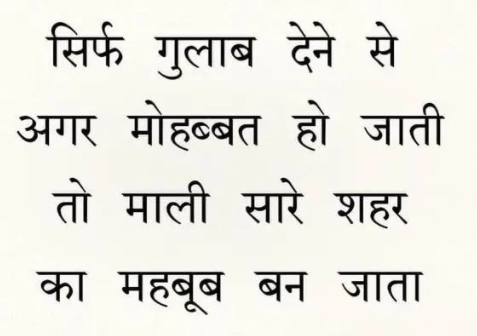 सिर्फ गुलाब देने से
अगर मोहब्बत हो जाती
तो माली सारे शहर
का महबूब बन जाता